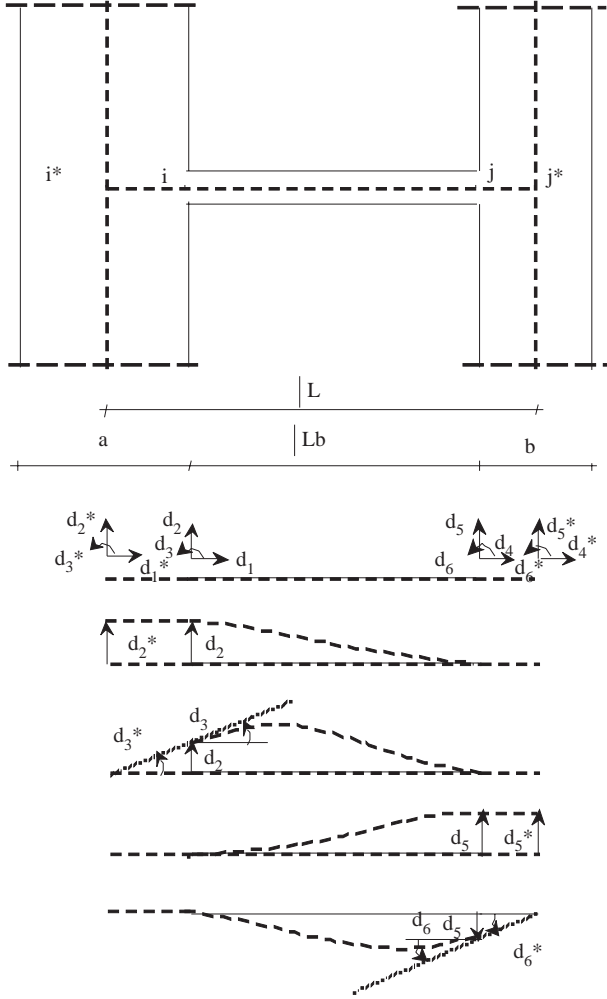 i* i j j*
L
a Lb b
d2* d2 d5 d5*
d3* d3 d4 d4*
d1* d1 d6 d6*
d2* d2
d3
d3*
d2
d5 d5*
d6 d5
d6*